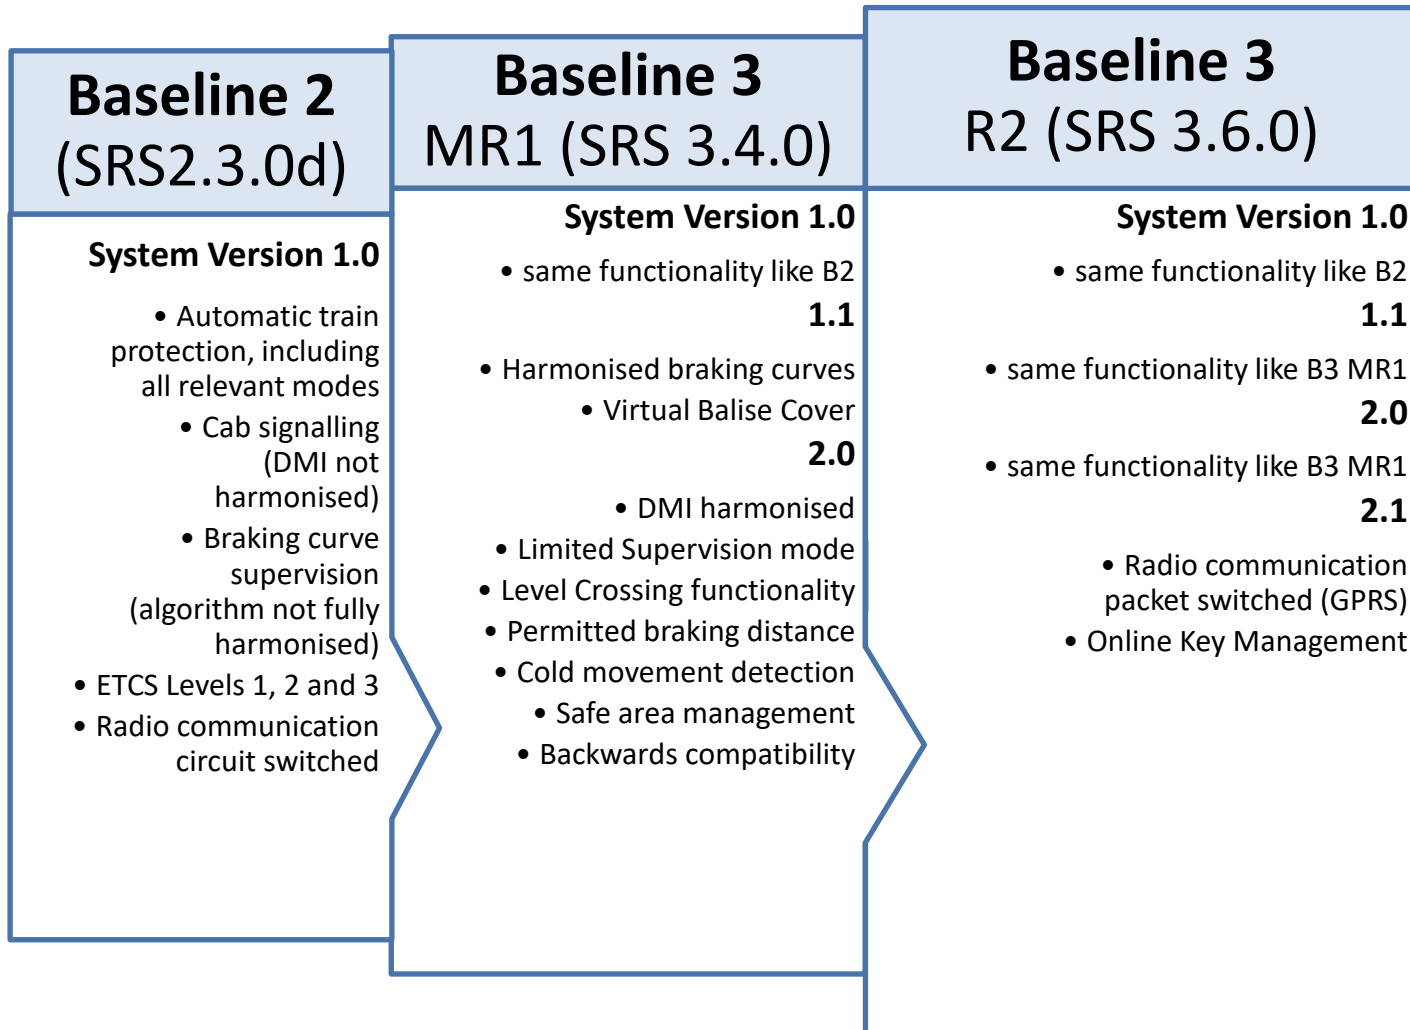 Baseline 2
(SRS2.3.0d)
System Version 1.0
• Automatic train
protection, including
all relevant modes
• Cab signalling
(DMI not
harmonised)
• Braking curve
supervision
(algorithm not fully
harmonised)
• ETCS Levels 1, 2 and 3
• Radio communication
circuit switched
Baseline 3
MR1 (SRS 3.4.0)
System Version 1.0
• same functionality like B2
1.1
• Harmonised braking curves
• Virtual Balise Cover
2.0
• DMI harmonised
• Limited Supervision mode
• Level Crossing functionality
• Permitted braking distance
• Cold movement detection
• Safe area management
• Backwards compatibility
Baseline 3
R2 (SRS 3.6.0)
System Version 1.0
• same functionality like B2
1.1
• same functionality like B3 MR1
2.0
• same functionality like B3 MR1
2.1
• Radio communication
packet switched (GPRS)
• Online Key Management